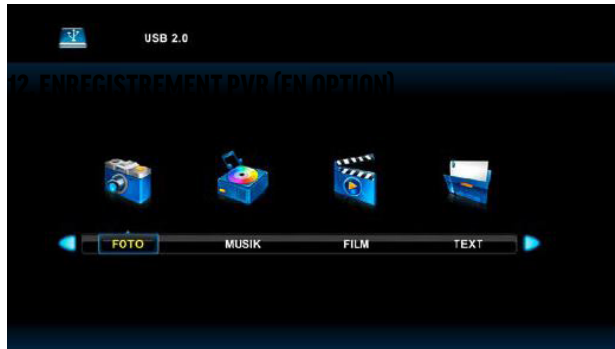 USB 2.0
12. ENREGISTREMENT PVR (EN OPTION)
FOTO MUSIK FILM TEXT